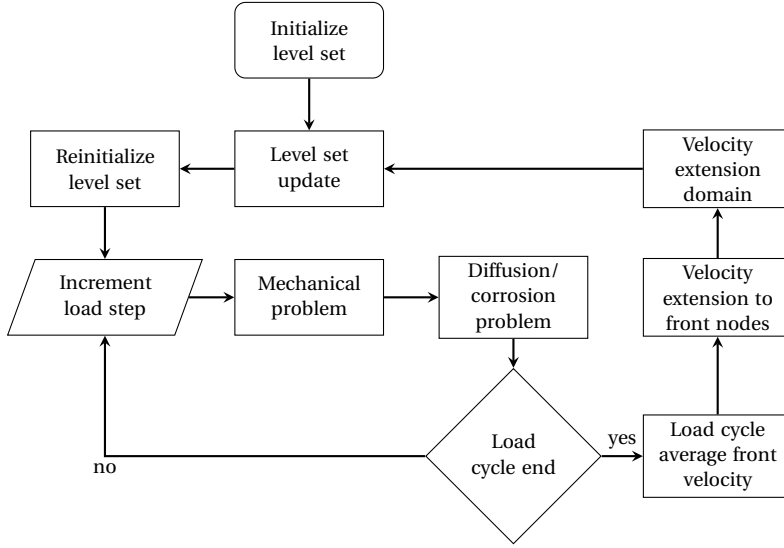 Initialize
level set
Reinitialize
level set
Level set
update
Velocity
extension
domain
Increment
load step
Mechanical
problem
Diffusion/
corrosion
problem
Velocity
extension to
front nodes
Load
cycle end
yes
no
Load cycle
average front
velocity